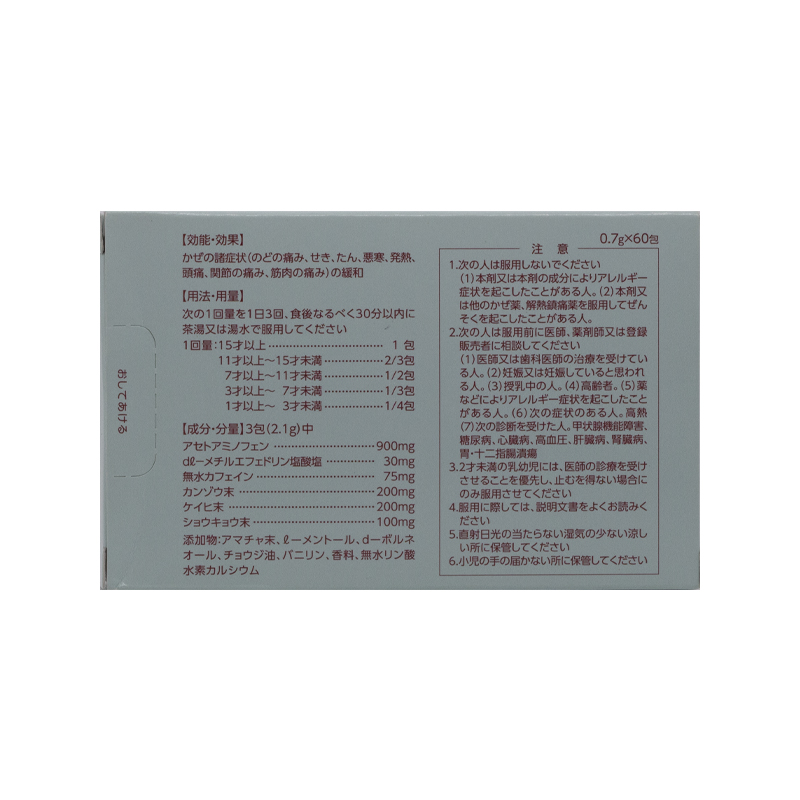 おしてあける
【効能・効果】
かぜの諸症状(のどの痛み、せき、たん、悪寒、発熱、
頭痛、関節の痛み、筋肉の痛み)の緩和
【用法・用量】
次の1回量を1日3回、食後なるべく30分以内に
茶湯又は湯水で服用してください
1回量:15才以上…………………… 1 包
11才以上〜15才未満………… 2/3包
7才以上〜11才未満………… 1/2包
3才以上〜 7才未満………… 1/3包
1才以上〜 3才未満………… 1/4包
【成分・分量】3包(2.1g)中
アセトアミノフェン…………………900mg
dℓ-メチルエフェドリン塩酸塩………… 30mg
無水カフェイン……………………… 75mg
カンゾウ末…………………………200mg
ケイヒ末……………………………200mg
ショウキョウ末……………………100mg
添加物:アマチャ末、ℓ-メントール、d-ボルネ
オール、チョウジ油、バニリン、香料、無水リン酸
水素カルシウム
0.7g×60包
注 意
1.次の人は服用しないでください
(1)本剤又は本剤の成分によりアレルギー
症状を起こしたことがある人。(2)本剤又
は他のかぜ薬、解熱鎮痛薬を服用してぜん
そくを起こしたことがある人。
2.次の人は服用前に医師、薬剤師又は登録
販売者に相談してください
(1)医師又は歯科医師の治療を受けてい
る人。(2)妊婦又は妊娠していると思われ
る人。(3)授乳中の人。(4)高齢者。(5)薬
などによりアレルギー症状を起こしたこと
がある人。(6)次の症状のある人。高熱
(7)次の診断を受けた人。甲状腺機能障害、
糖尿病、心臓病、高血圧、肝臓病、腎臓病、
胃・十二指腸潰瘍
3.2才未満の乳幼児には、医師の診療を受け
させることを優先し、止むを得ない場合に
のみ服用させてください
4.服用に際しては、説明文書をよくお読みくだ
さい
5.直射日光の当たらない湿気の少ない涼し
い所に保管してください
6.小児の手の届かない所に保管してください